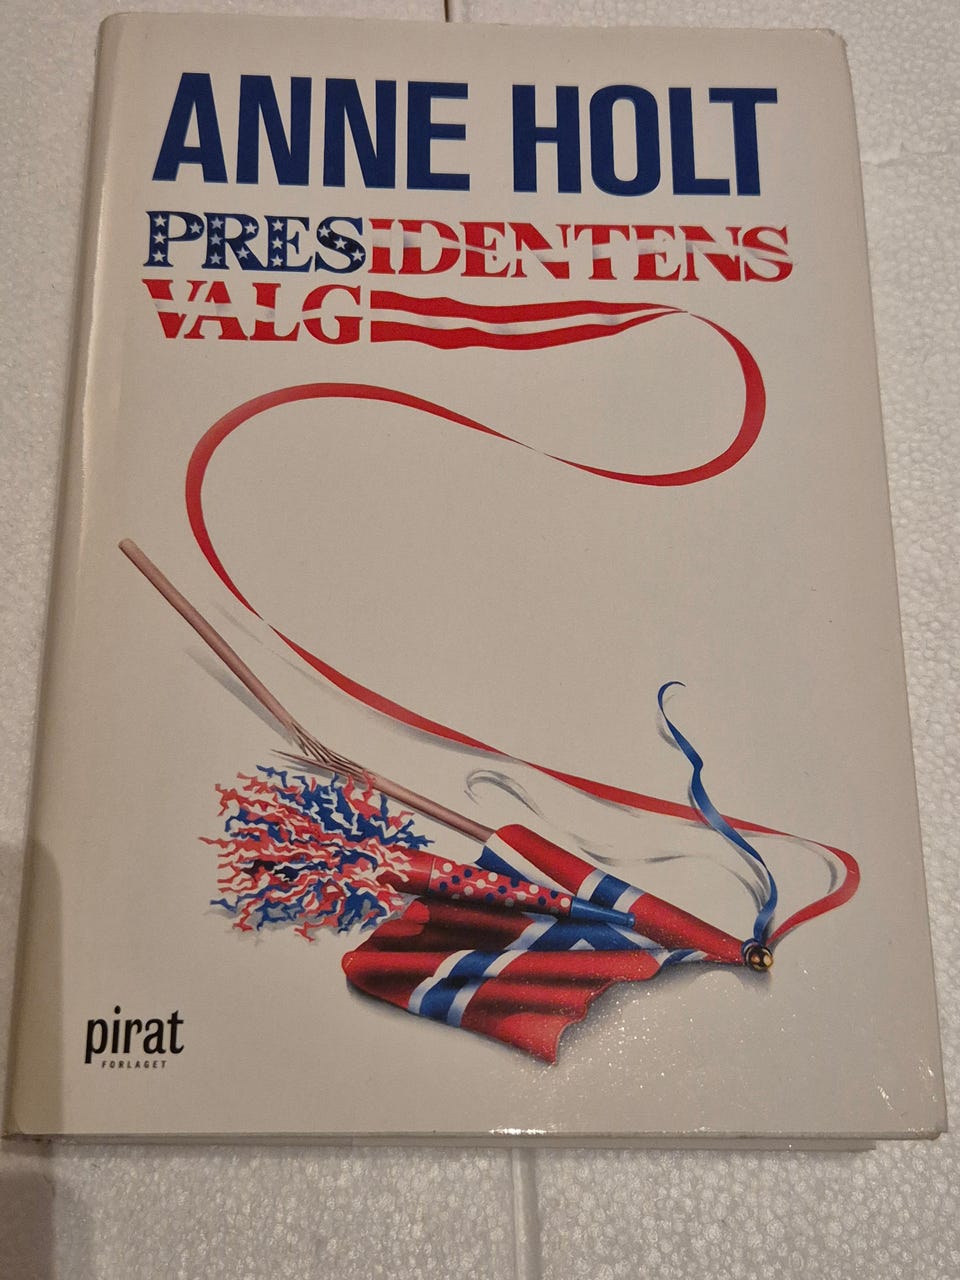 ANNE HOLT
PRESIDENTENS
VALG
pirat
FORLAGET